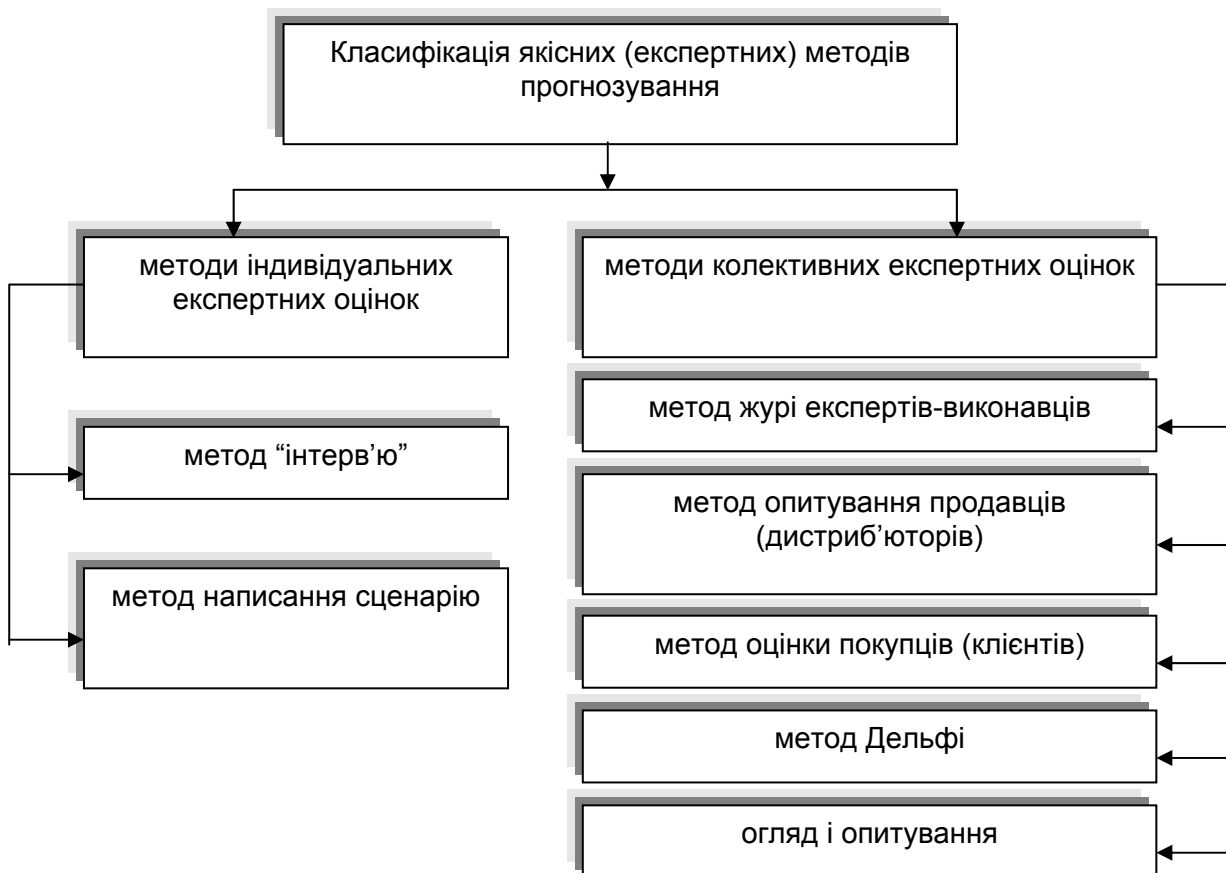 Класифікація якісних (експертних) методів
прогнозування
методи індивідуальних
експертних оцінок
метод “інтерв’ю”
метод написання сценарію
методи колективних експертних оцінок
метод журі експертів-виконавців
метод опитування продавців
(дистриб’юторів)
метод оцінки покупців (клієнтів)
метод Дельфі
огляд і опитування